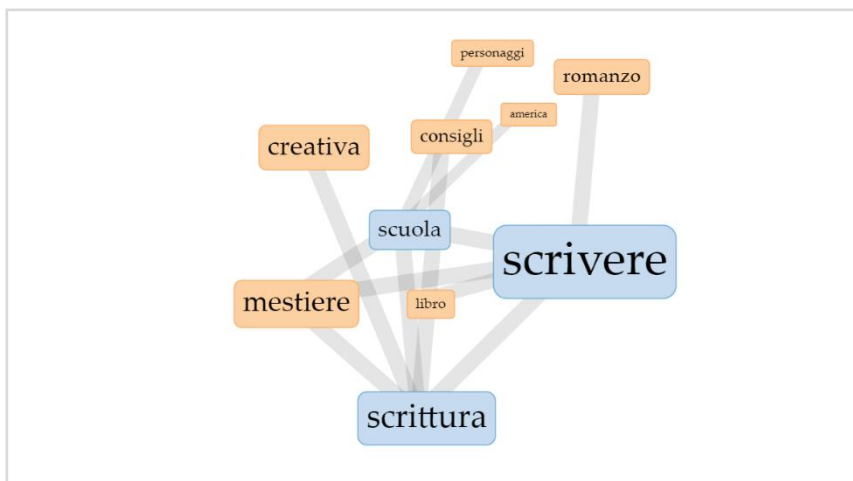 personaggi
romanzo
america
consigli
creativa
scuola
scrivere
mestiere
libro
scrittura